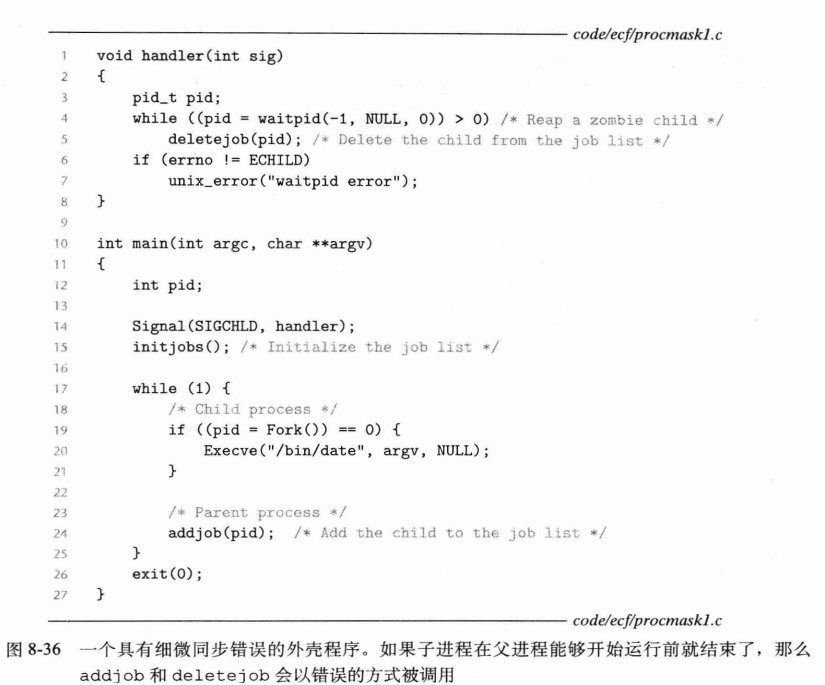 code/ecf/procmask1.c
1 void handler(int sig)
2 {
3 pid_t pid;
4 while ((pid = waitpid(-1, NULL, 0)) > 0) /* Reap a zombie child */
5 deletejob(pid); /* Delete the child from the job list */
6 if (errno != ECHILD)
7 unix_error("waitpid error");
8 }
9
10 int main(int argc, char **argv)
11 {
12 int pid;
13
14 Signal(SIGCHLD, handler);
15 initjobs(); /* Initialize the job list */
16
17 while (1) {
18 /* Child process */
19 if ((pid = Fork()) == 0) {
20 Execve("/bin/date", argv, NULL);
21 }
22
23 /* Parent process */
24 addjob(pid); /* Add the child to the job list */
25 }
26 exit(0);
27 }
code/ecf/procmask1.c
图 8-36 一个具有细微同步错误的外壳程序。如果子进程在父进程能够开始运行前就结束了，那么
addjob 和 deletejob 会以错误的方式被调用